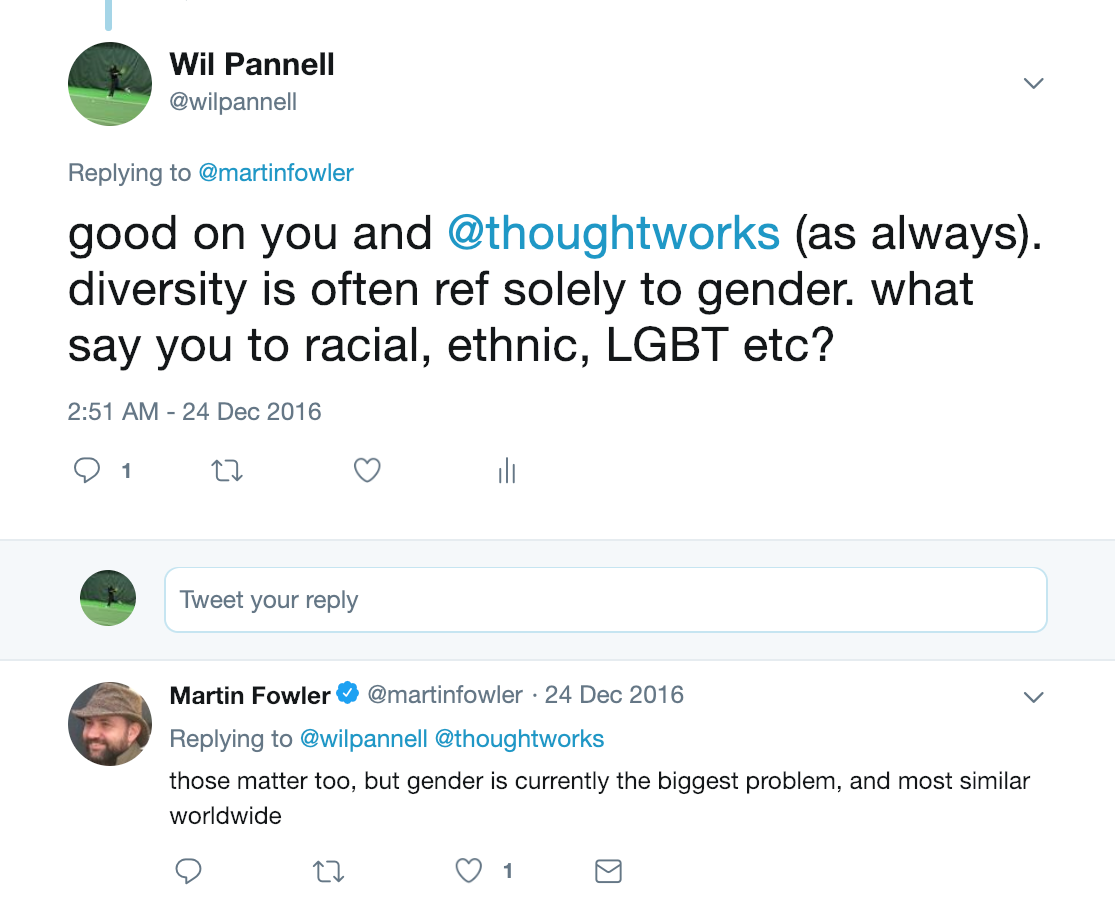 Wil Pannell
@wilpannell
Replying to @martinfowler
good on you and @thoughtworks (as always).
diversity is often ref solely to gender. what
say you to racial, ethnic, LGBT etc?
2:51 AM - 24 Dec 2016
1
Tweet your reply
Martin Fowler @martinfowler · 24 Dec 2016
Replying to @wilpannell @thoughtworks
those matter too, but gender is currently the biggest problem, and most similar
worldwide
1